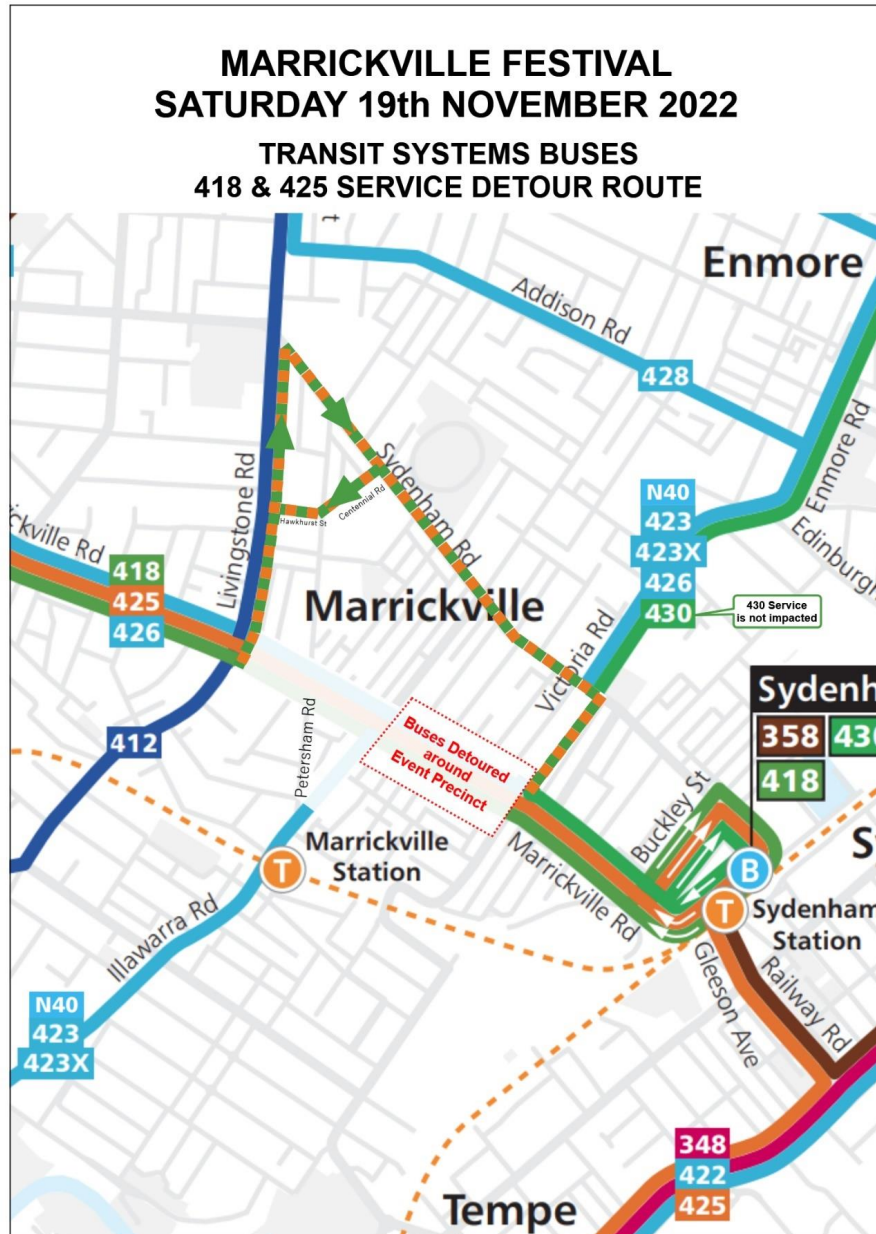 MARRICKVILLE FESTIVAL
SATURDAY 19th NOVEMBER 2022
TRANSIT SYSTEMS BUSES
418 & 425 SERVICE DETOUR ROUTE
t
Enmore
Addison Rd
428
Enmore Rd
Edinburgh
N40
423
423X
426
430
430 Service
is not impacted
Sydenham Rd
Centennial Rd
Hawkhurst St
Livingstone Rd
ickville Rd
418
425
426
Marrickville
Victoria Rd
412
Petersham Rd
Buses Detoured
around
Event Precinct
Sydenh
358 430
418
Buckley St
Marrickville Rd
B
T
Sydenham
Station
T
Marrickville
Station
Illawarra Rd
Gleeson Ave
Railway Rd
S
N40
423
423X
348
422
425
Tempe